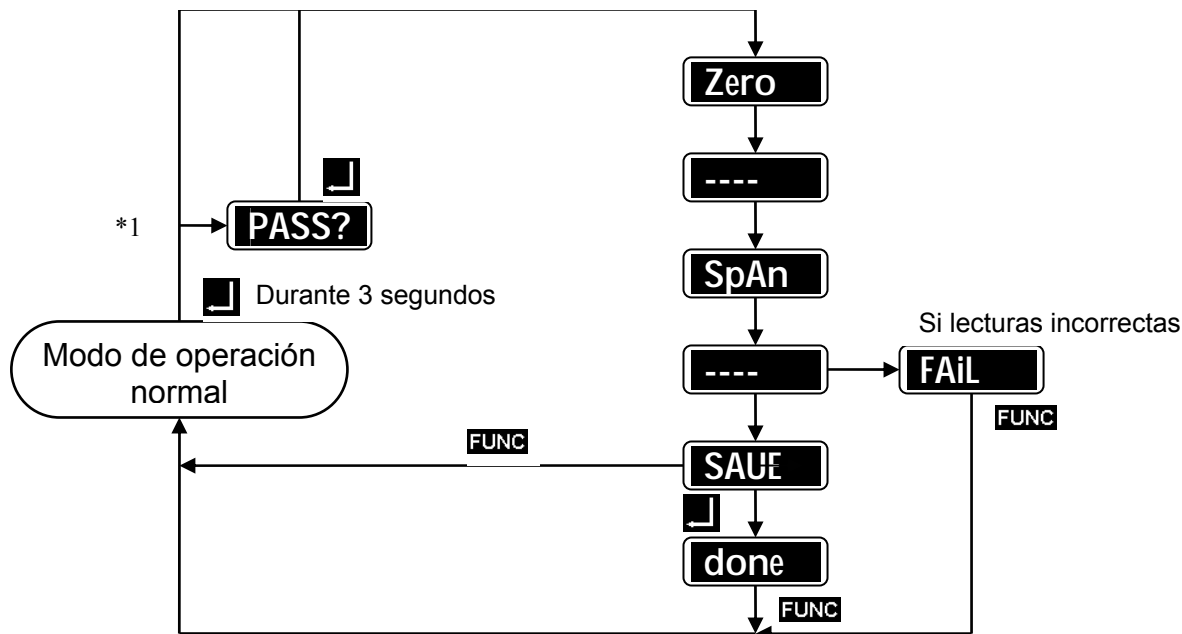 Zero
----
*1
PASS?
SpAn
Durante 3 segundos
Si lecturas incorrectas
Modo de operación
normal
----
FAiL
FUNC
FUNC
SAUE
done
FUNC